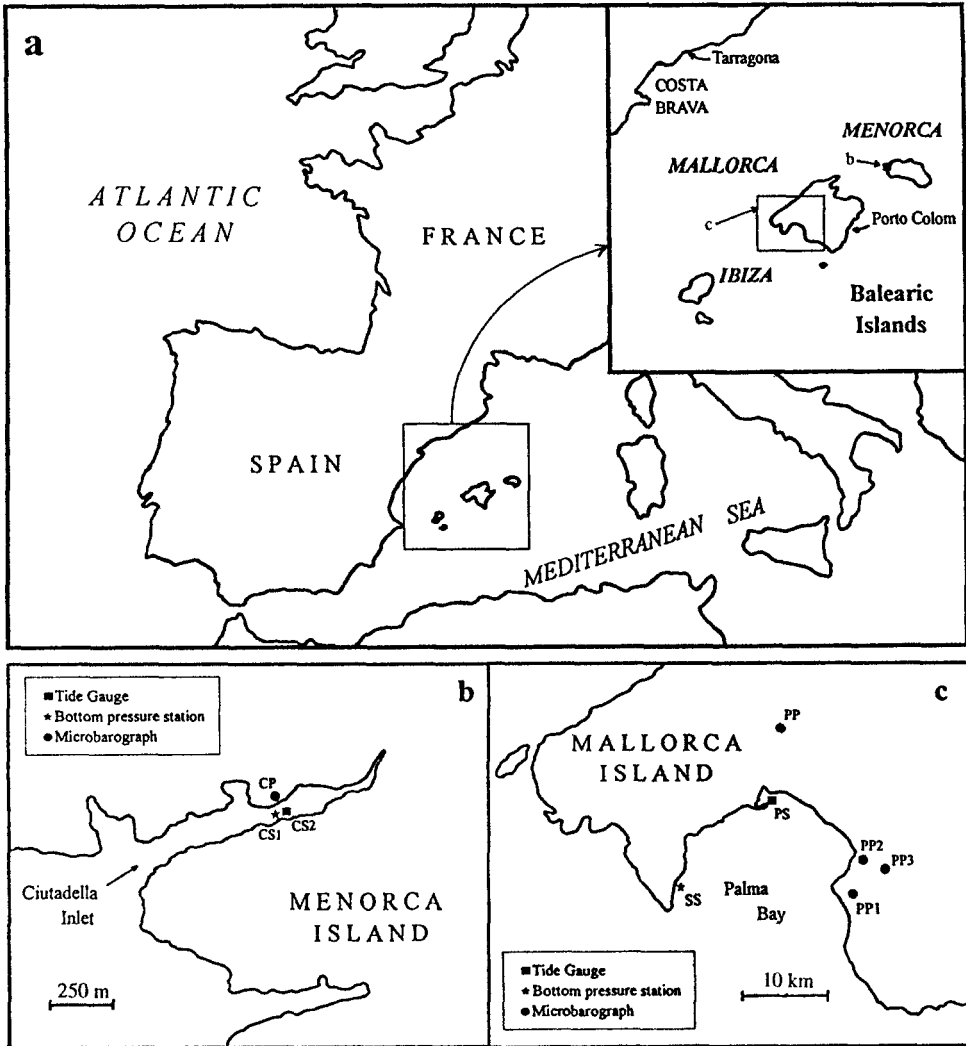 a
ATLANTIC
OCEAN
FRANCE
SPAIN
MEDITERRANEAN SEA
Tarragona
COSTA
BRAVA
MENORCA
b
MALLORCA
c
Porto Colom
IBIZA
Balearic
Islands
b
■ Tide Gauge
★ Bottom pressure station
● Microbarograph
CP
CS1
CS2
Ciutadella
Inlet
MENORCA
ISLAND
250 m
c
PP
MALLORCA
ISLAND
PS
PP2
PP3
PP1
SS
Palma
Bay
■ Tide Gauge
★ Bottom pressure station
● Microbarograph
10 km